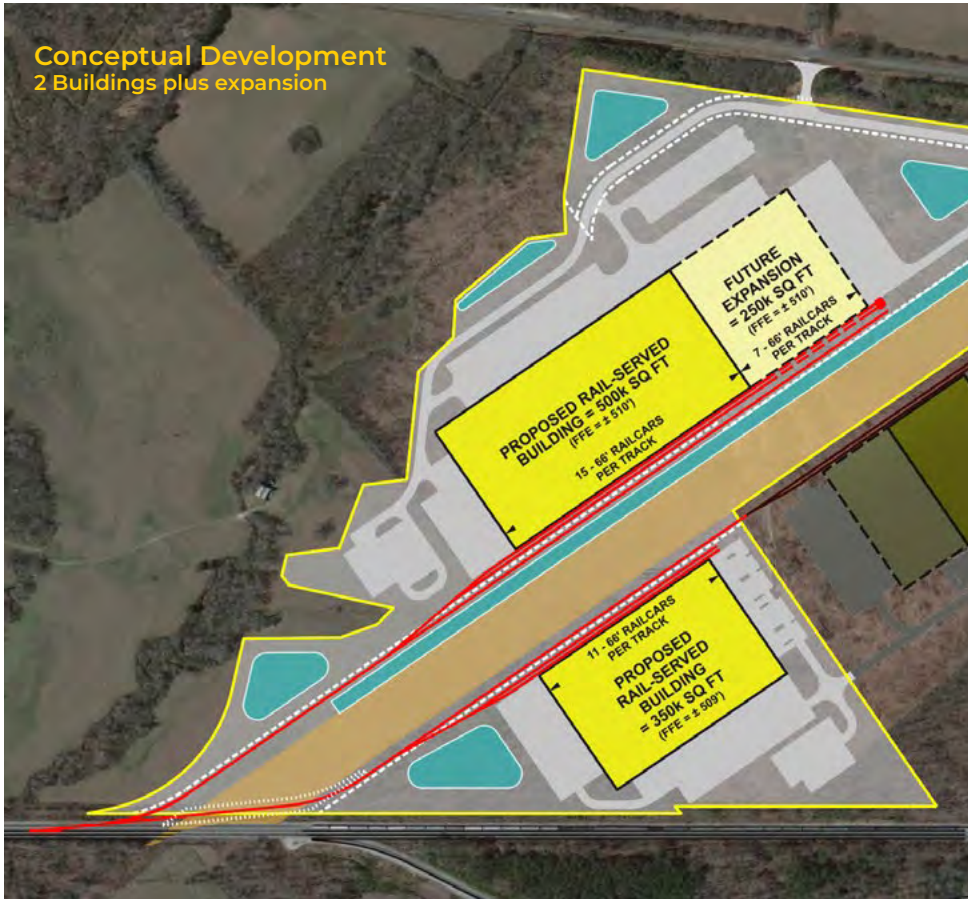 Conceptual Development
2 Buildings plus expansion
FUTURE
EXPANSION
= 250k SQ FT
(FFE = ± 510')
7 - 66' RAILCARS
PER TRACK
PROPOSED RAIL-SERVED
BUILDING = 500k SQ FT
(FFE = ± 510')
15 - 66' RAILCARS
PER TRACK
11 - 66' RAILCARS
PER TRACK
PROPOSED
RAIL-SERVED
BUILDING
= 350k SQ FT
(FFE = ± 509')